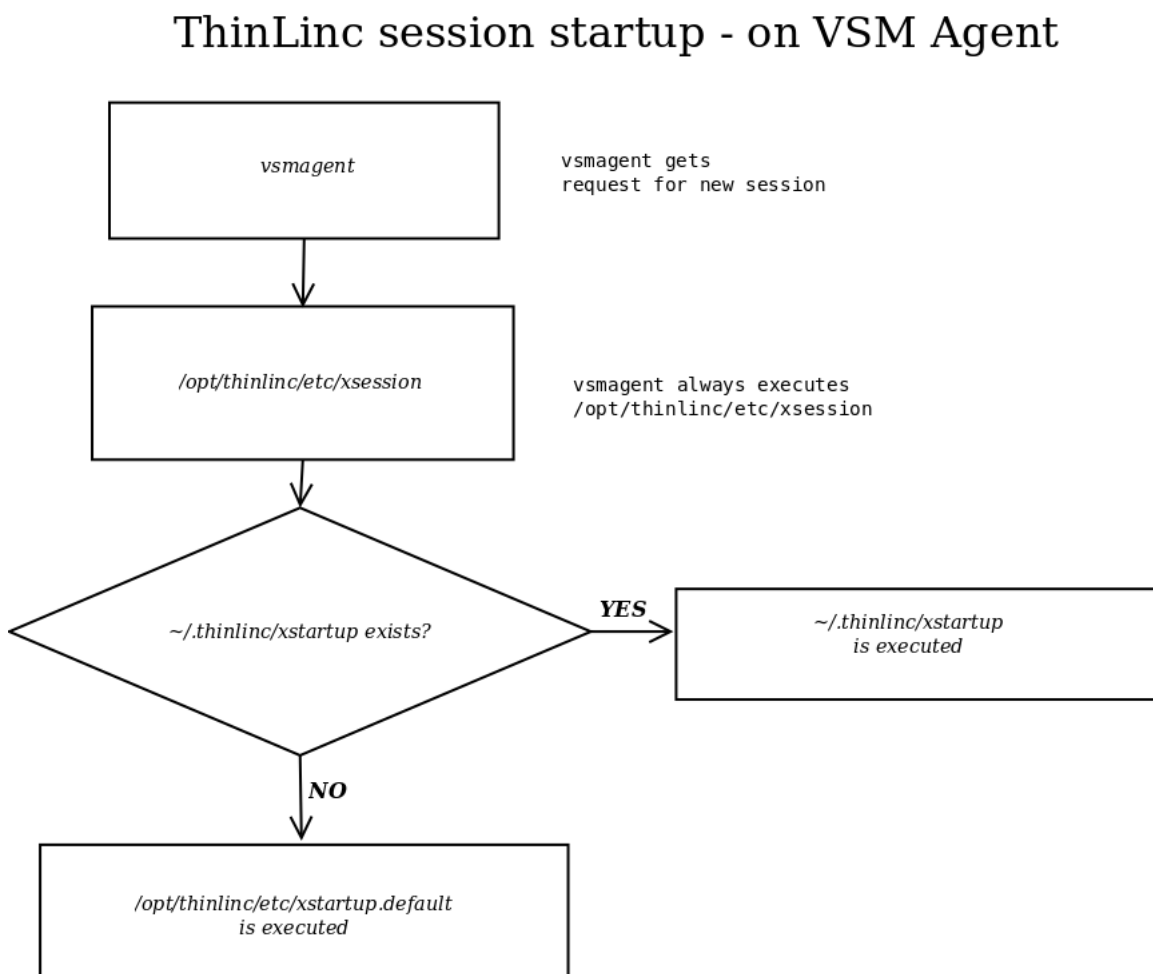 ThinLinc session startup - on VSM Agent
vsmagent
vsmagent gets
request for new session
/opt/thinlinc/etc/xsession
vsmagent always executes
/opt/thinlinc/etc/xsession
~/.thinlinc/xstartup exists?
YES
~/.thinlinc/xstartup
is executed
NO
/opt/thinlinc/etc/xstartup.default
is executed